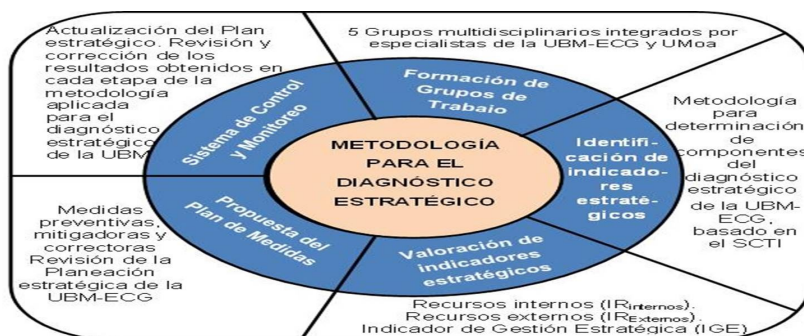 Actualización del Plan
estratégico. Revisión y
corrección de los
resultados obtenidos en
cada etapa de la
metodología
aplicada
para el
diagnóstico
estratégico
de la UBM
5 Grupos multidisciplinarios integrados por
especialistas de la UBM-ECG y UMoa
Formación de
Grupos de
Trabajo
Sistema de Control
y Monitoreo
METODOLOGÍA
PARA EL
DIAGNÓSTICO
ESTRATÉGICO
Identifi-
cación de
indicado-
res
estraté-
gicos
Metodología
para
determinación
de
componentes
del
diagnóstico
estratégico
de la UBM-
ECG,
basado en
el SCTI
Medidas
preventivas,
mitigadoras y
correctoras
Revisión de la
Planeación
estratégica de la
UBM-ECG
Propuesta del
Plan de Medidas
Valoración de
indicadores
estratégicos
Recursos internos (IRInternos).
Recursos externos (IRExternos).
Indicador de Gestión Estratégica (IGE)